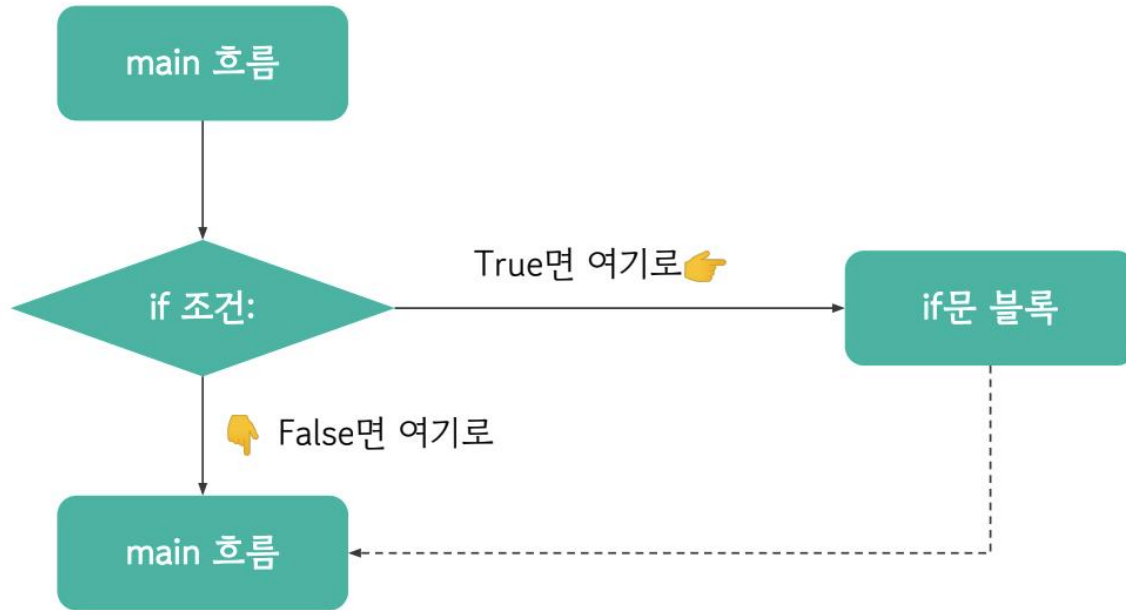 main 흐름
True면 여기로👉
if 조건:
if문 블록
👇 False면 여기로
main 흐름